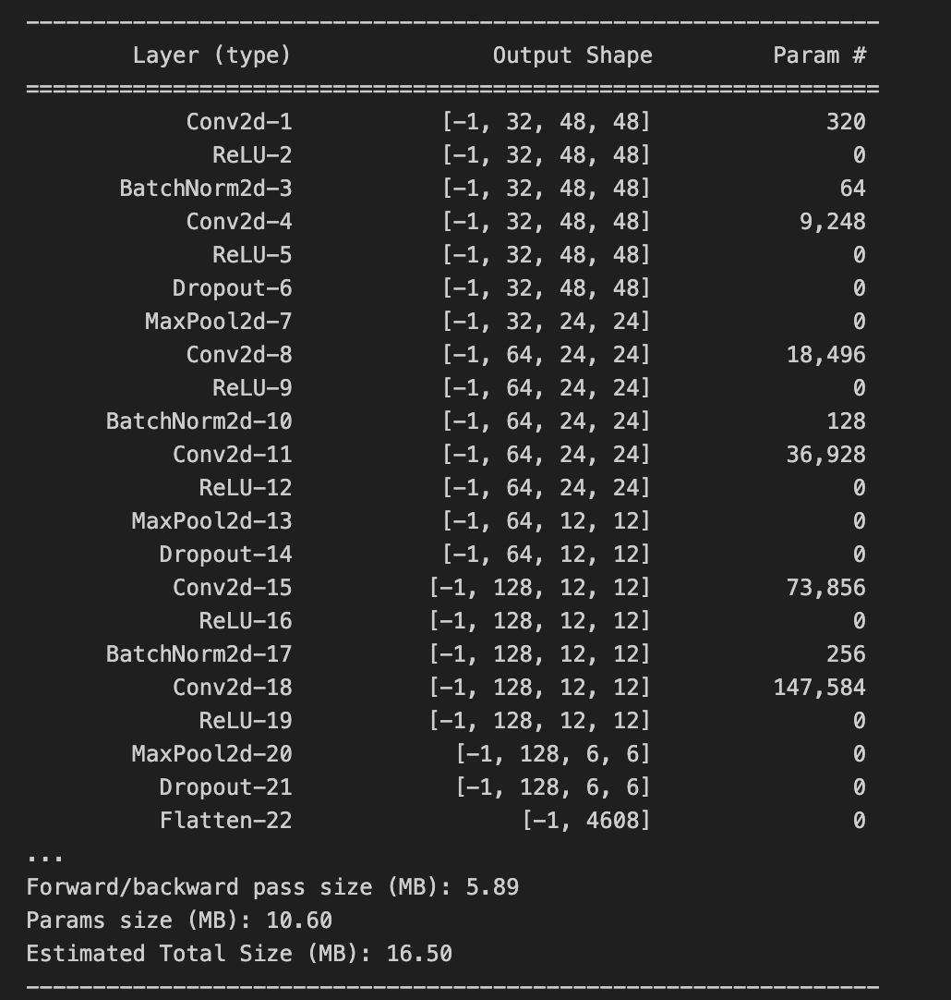 ----------------------------------------------------------------
        Layer (type)               Output Shape         Param #
================================================================
            Conv2d-1           [-1, 32, 48, 48]             320
              ReLU-2           [-1, 32, 48, 48]               0
       BatchNorm2d-3           [-1, 32, 48, 48]              64
            Conv2d-4           [-1, 32, 48, 48]           9,248
              ReLU-5           [-1, 32, 48, 48]               0
           Dropout-6           [-1, 32, 48, 48]               0
         MaxPool2d-7           [-1, 32, 24, 24]               0
            Conv2d-8           [-1, 64, 24, 24]          18,496
              ReLU-9           [-1, 64, 24, 24]               0
      BatchNorm2d-10           [-1, 64, 24, 24]             128
           Conv2d-11           [-1, 64, 24, 24]          36,928
             ReLU-12           [-1, 64, 24, 24]               0
        MaxPool2d-13           [-1, 64, 12, 12]               0
          Dropout-14           [-1, 64, 12, 12]               0
           Conv2d-15          [-1, 128, 12, 12]          73,856
             ReLU-16          [-1, 128, 12, 12]               0
      BatchNorm2d-17          [-1, 128, 12, 12]             256
           Conv2d-18          [-1, 128, 12, 12]         147,584
             ReLU-19          [-1, 128, 12, 12]               0
        MaxPool2d-20            [-1, 128, 6, 6]               0
          Dropout-21            [-1, 128, 6, 6]               0
          Flatten-22                 [-1, 4608]               0
...
Forward/backward pass size (MB): 5.89
Params size (MB): 10.60
Estimated Total Size (MB): 16.50
----------------------------------------------------------------